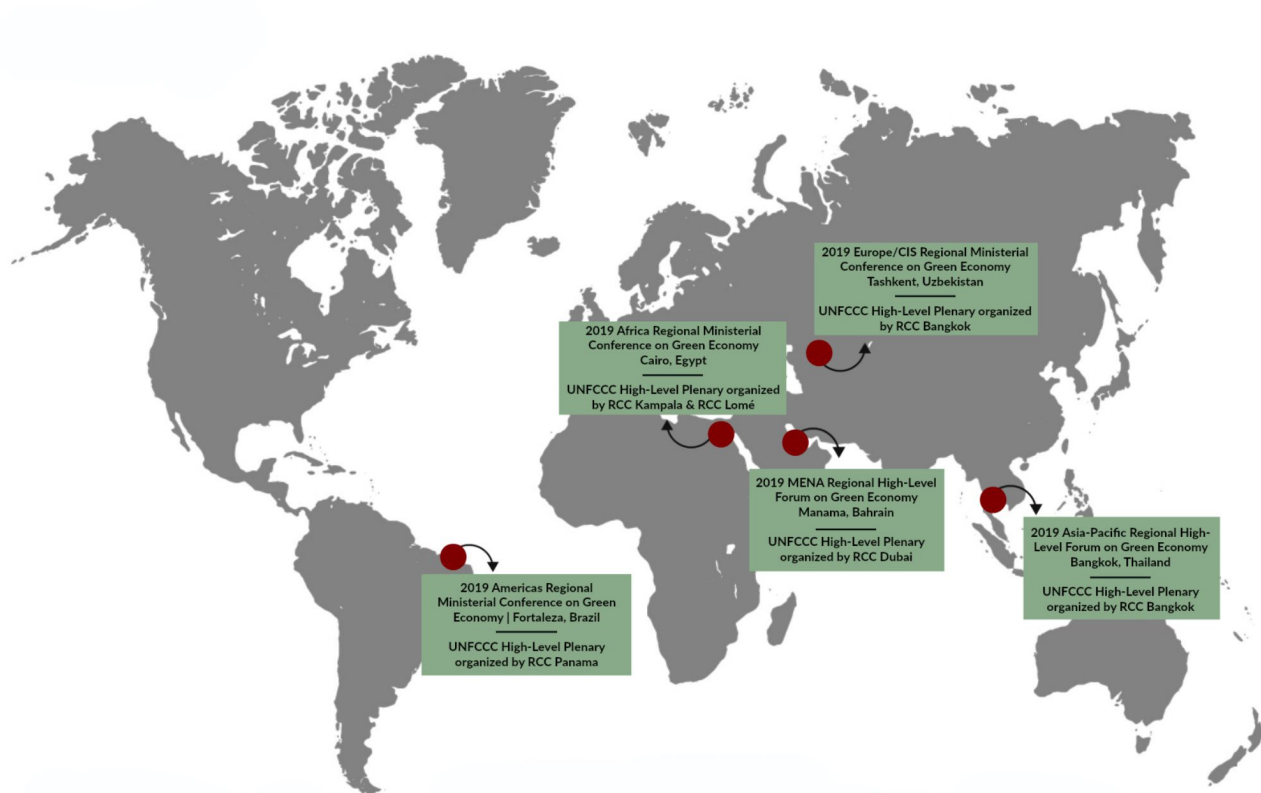 2019 Europe/CIS Regional Ministerial
Conference on Green Economy
Tashkent, Uzbekistan
UNFCCC High-Level Plenary organized
by RCC Bangkok
2019 Africa Regional Ministerial
Conference on Green Economy
Cairo, Egypt
UNFCCC High-Level Plenary organized
by RCC Kampala & RCC Lomé
2019 MENA Regional High-Level
Forum on Green Economy
Manama, Bahrain
UNFCCC High-Level Plenary
organized by RCC Dubai
2019 Asia-Pacific Regional High-
Level Forum on Green Economy
Bangkok, Thailand
UNFCCC High-Level Plenary
organized by RCC Bangkok
2019 Americas Regional
Ministerial Conference on Green
Economy | Fortaleza, Brazil
UNFCCC High-Level Plenary
organized by RCC Panama